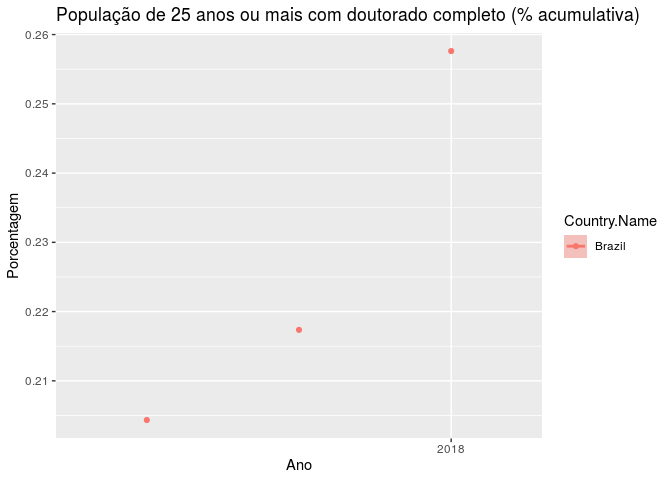 População de 25 anos ou mais com doutorado completo (% acumulativa)
0.26
0.25
0.24
0.23
0.22
0.21
Porcentagem
2018
Ano
Country.Name
Brazil